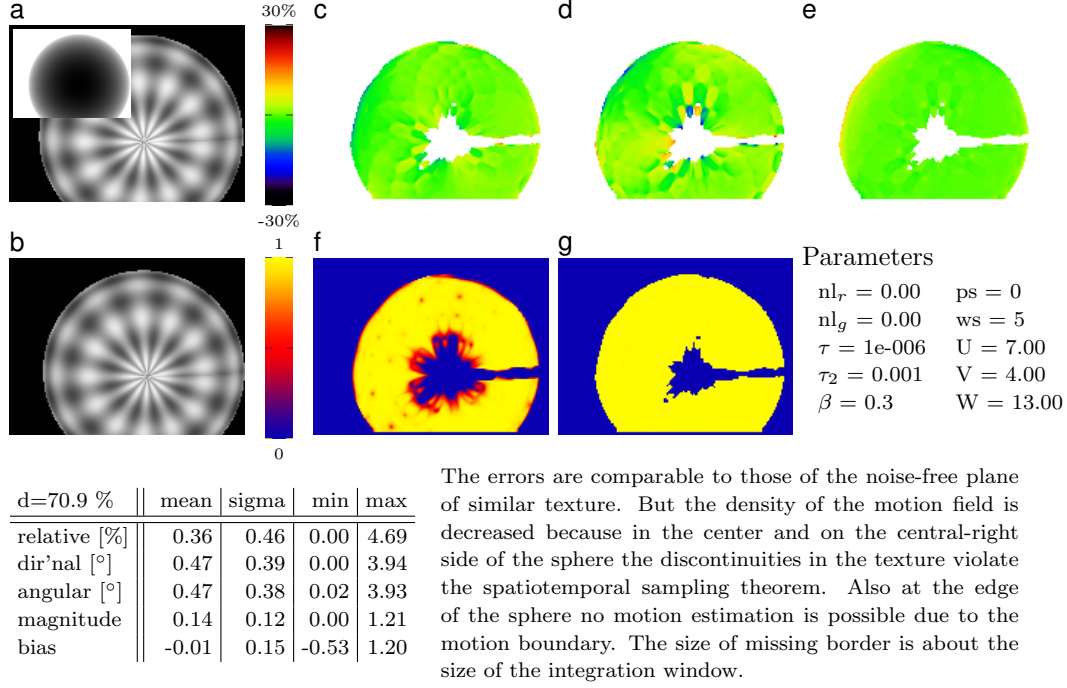 a
30%
c
d
e
-30%
b
1
f
g
0
Parameters
nl_r = 0.00 ps = 0
nl_g = 0.00 ws = 5
τ = 1e-006 U = 7.00
τ_2 = 0.001 V = 4.00
β = 0.3 W = 13.00
d=70.9 % mean sigma min max
relative [%] 0.36 0.46 0.00 4.69
dir'nal [°] 0.47 0.39 0.00 3.94
angular [°] 0.47 0.38 0.02 3.93
magnitude 0.14 0.12 0.00 1.21
bias -0.01 0.15 -0.53 1.20
The errors are comparable to those of the noise-free plane
of similar texture. But the density of the motion field is
decreased because in the center and on the central-right
side of the sphere the discontinuities in the texture violate
the spatiotemporal sampling theorem. Also at the edge
of the sphere no motion estimation is possible due to the
motion boundary. The size of missing border is about the
size of the integration window.